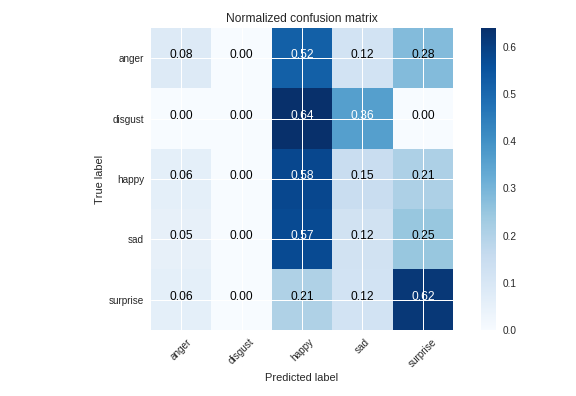 Normalized confusion matrix
anger 0.08 0.00 0.52 0.12 0.28
disgust 0.00 0.00 0.64 0.36 0.00
happy 0.06 0.00 0.58 0.15 0.21
sad 0.05 0.00 0.57 0.12 0.25
surprise 0.06 0.00 0.21 0.12 0.62
anger disgust happy sad surprise
True label
Predicted label
0.6
0.5
0.4
0.3
0.2
0.1
0.0